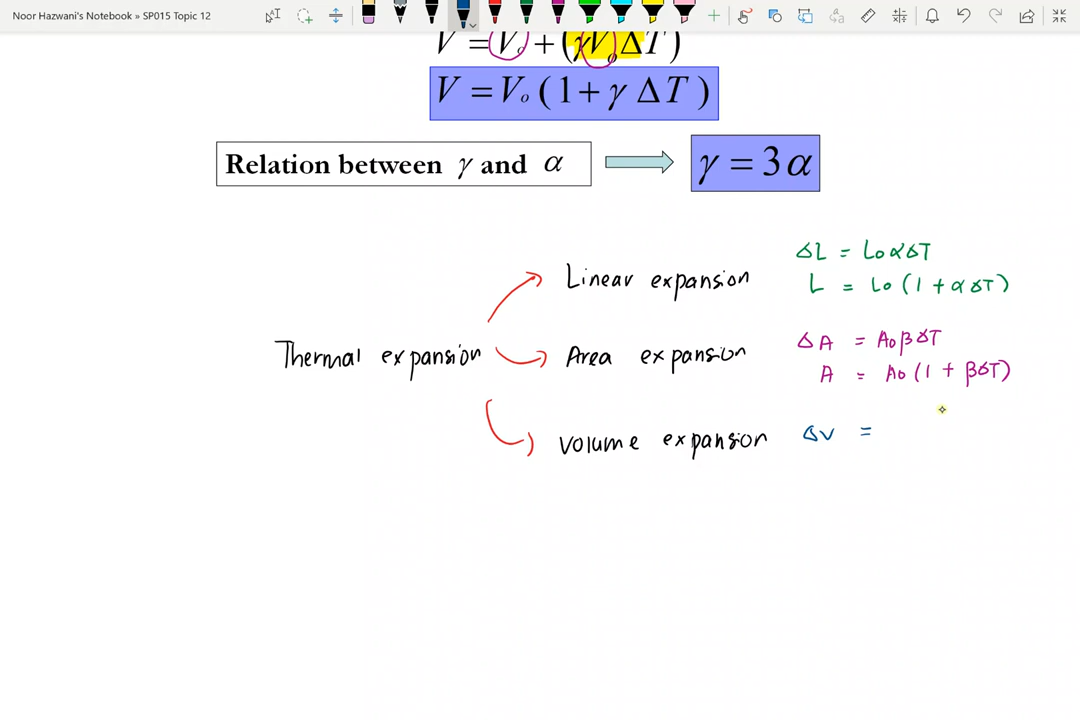 Noor Hazwani's Notebook » SP015 Topic 12
V = V₀ + (γV₀ΔT)
V = V₀ (1 + γ ΔT)
Relation between γ and α
γ = 3α
ΔL = L₀αΔT
Linear expansion
L = L₀ (1 + αΔT)
ΔA = A₀βΔT
Thermal expansion
Area expansion
A = A₀ (1 + βΔT)
Volume expansion
ΔV =